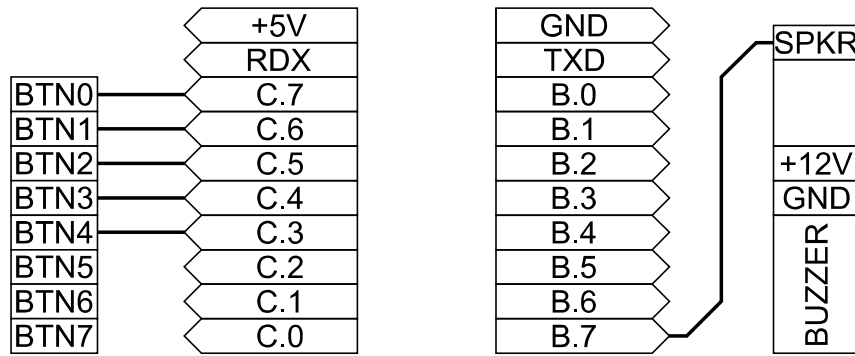 +5V
RDX
BTN0 C.7
BTN1 C.6
BTN2 C.5
BTN3 C.4
BTN4 C.3
BTN5 C.2
BTN6 C.1
BTN7 C.0
GND
TXD
B.0
B.1
B.2
B.3
B.4
B.5
B.6
B.7
SPKR
+12V
GND
BUZZER